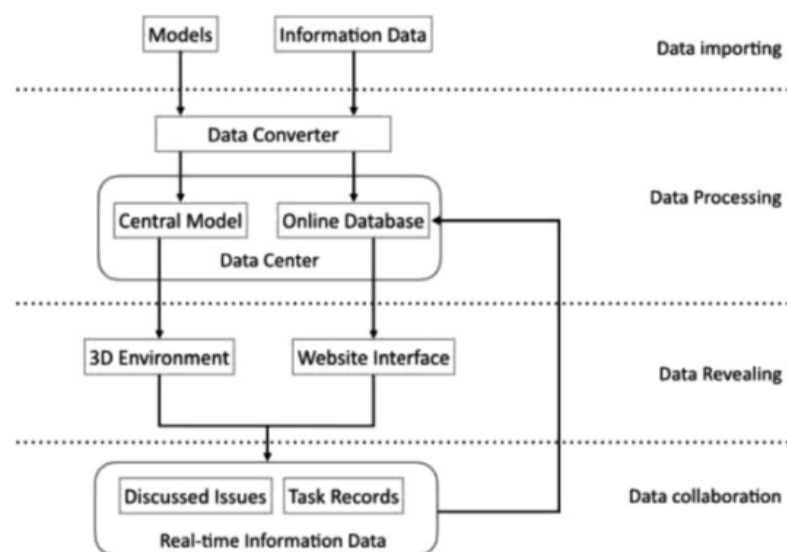 Models
Information Data
Data importing
Data Converter
Data Processing
Central Model
Online Database
Data Center
3D Environment
Website Interface
Data Revealing
Discussed Issues
Task Records
Data collaboration
Real-time Information Data